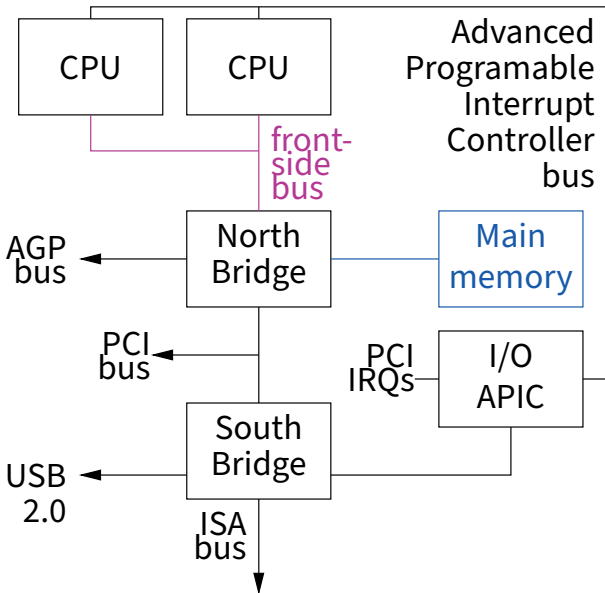 CPU
CPU
Advanced
Programable
Interrupt
Controller
bus
front-
side
bus
North
Bridge
Main
memory
AGP
bus
PCI
bus
PCI
IRQs
I/O
APIC
South
Bridge
USB
2.0
ISA
bus